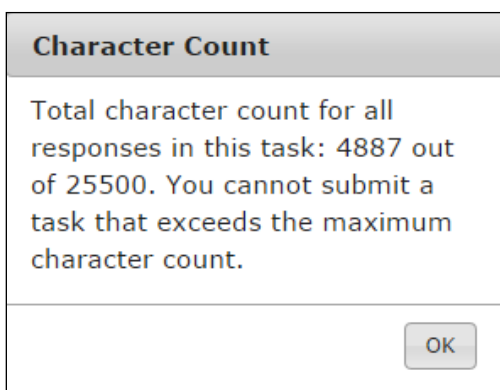 Character Count
Total character count for all
responses in this task: 4887 out
of 25500. You cannot submit a
task that exceeds the maximum
character count.
OK